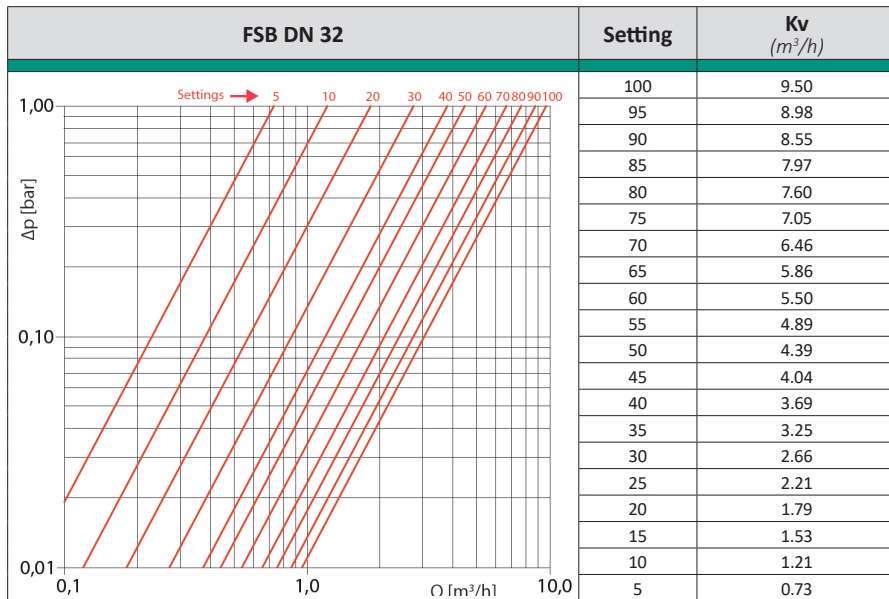 FSB DN 32
Setting
Kv
(m³/h)
Settings 5 10 20 30 40 50 60 70 80 90 100
1,00
0,10
0,01
Δp [bar]
0,1 1,0 10,0
Q [m³/h]
100 9.50
95 8.98
90 8.55
85 7.97
80 7.60
75 7.05
70 6.46
65 5.86
60 5.50
55 4.89
50 4.39
45 4.04
40 3.69
35 3.25
30 2.66
25 2.21
20 1.79
15 1.53
10 1.21
5 0.73